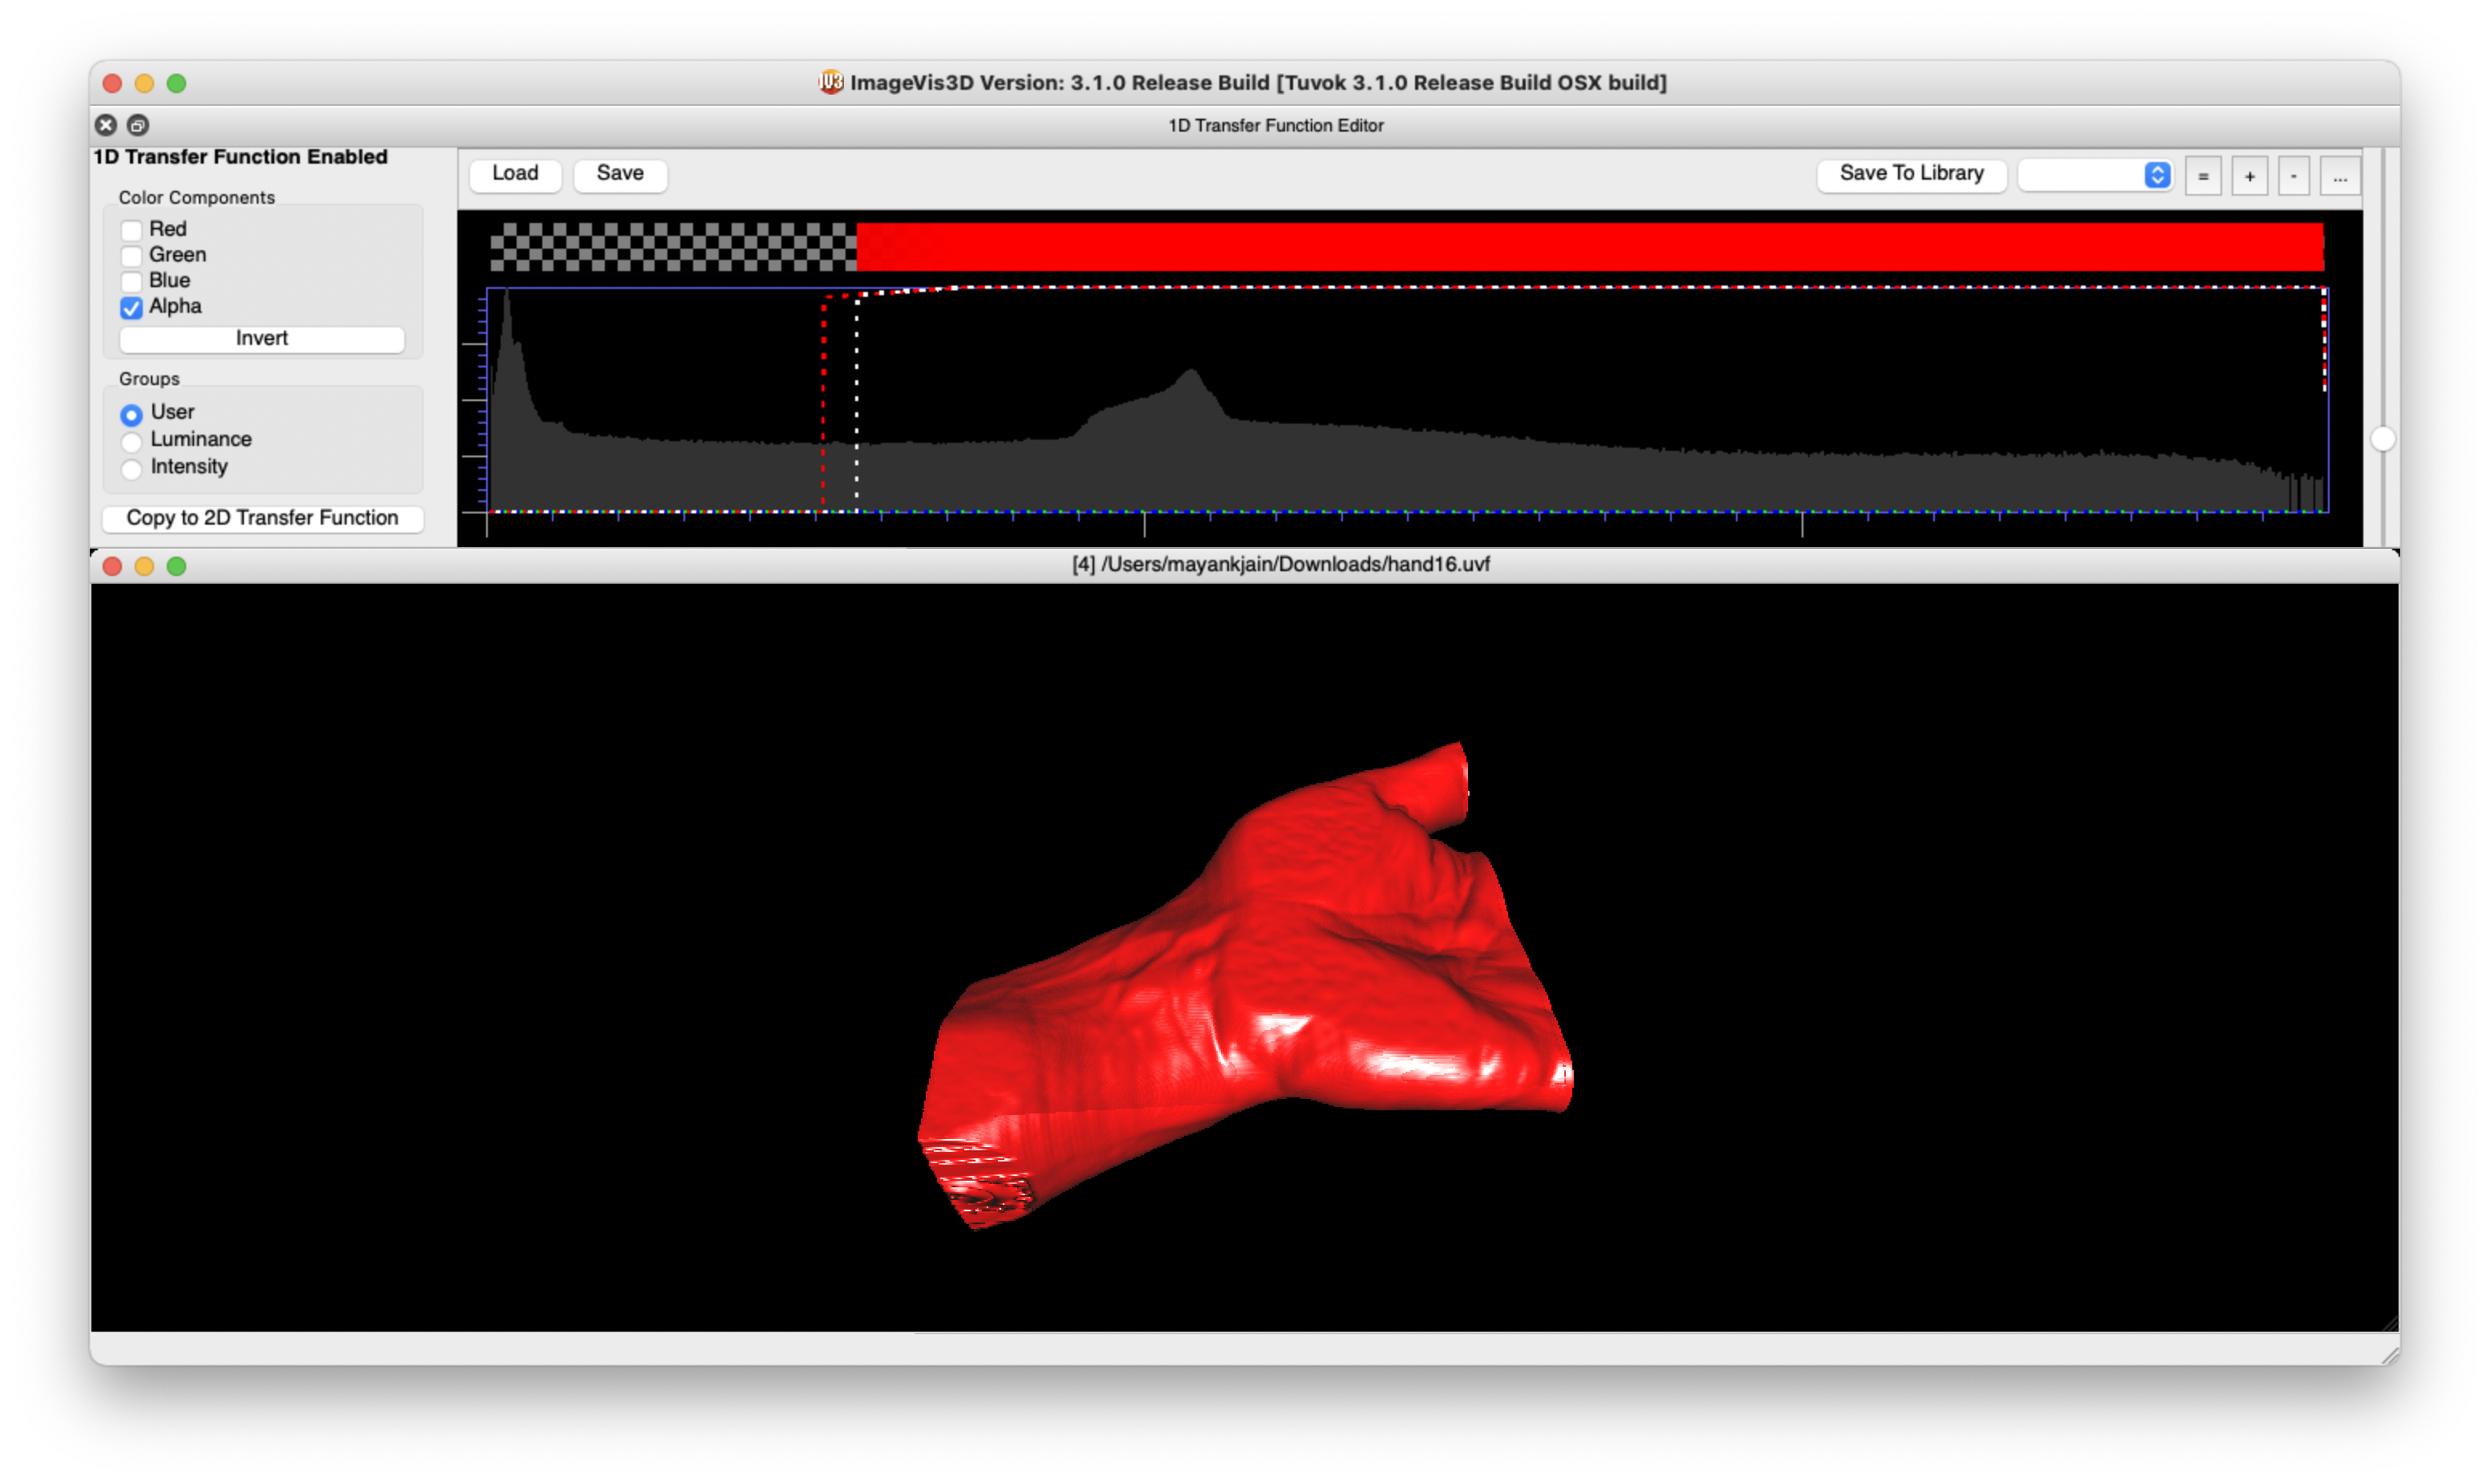 IV3 ImageVis3D Version: 3.1.0 Release Build [Tuvok 3.1.0 Release Build OSX build]
1D Transfer Function Editor
1D Transfer Function Enabled
Load Save Save To Library = + - ...
Color Components
Red
Green
Blue
Alpha
Invert
Groups
User
Luminance
Intensity
Copy to 2D Transfer Function
[4] /Users/mayankjain/Downloads/hand16.uvf